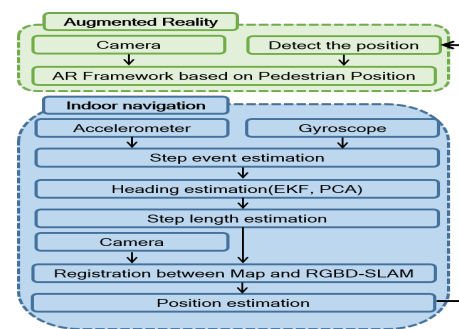 Augmented Reality
Camera
Detect the position
AR Framework based on Pedestrian Position
Indoor navigation
Accelerometer
Gyroscope
Step event estimation
Heading estimation(EKF, PCA)
Step length estimation
Camera
Registration between Map and RGBD-SLAM
Position estimation